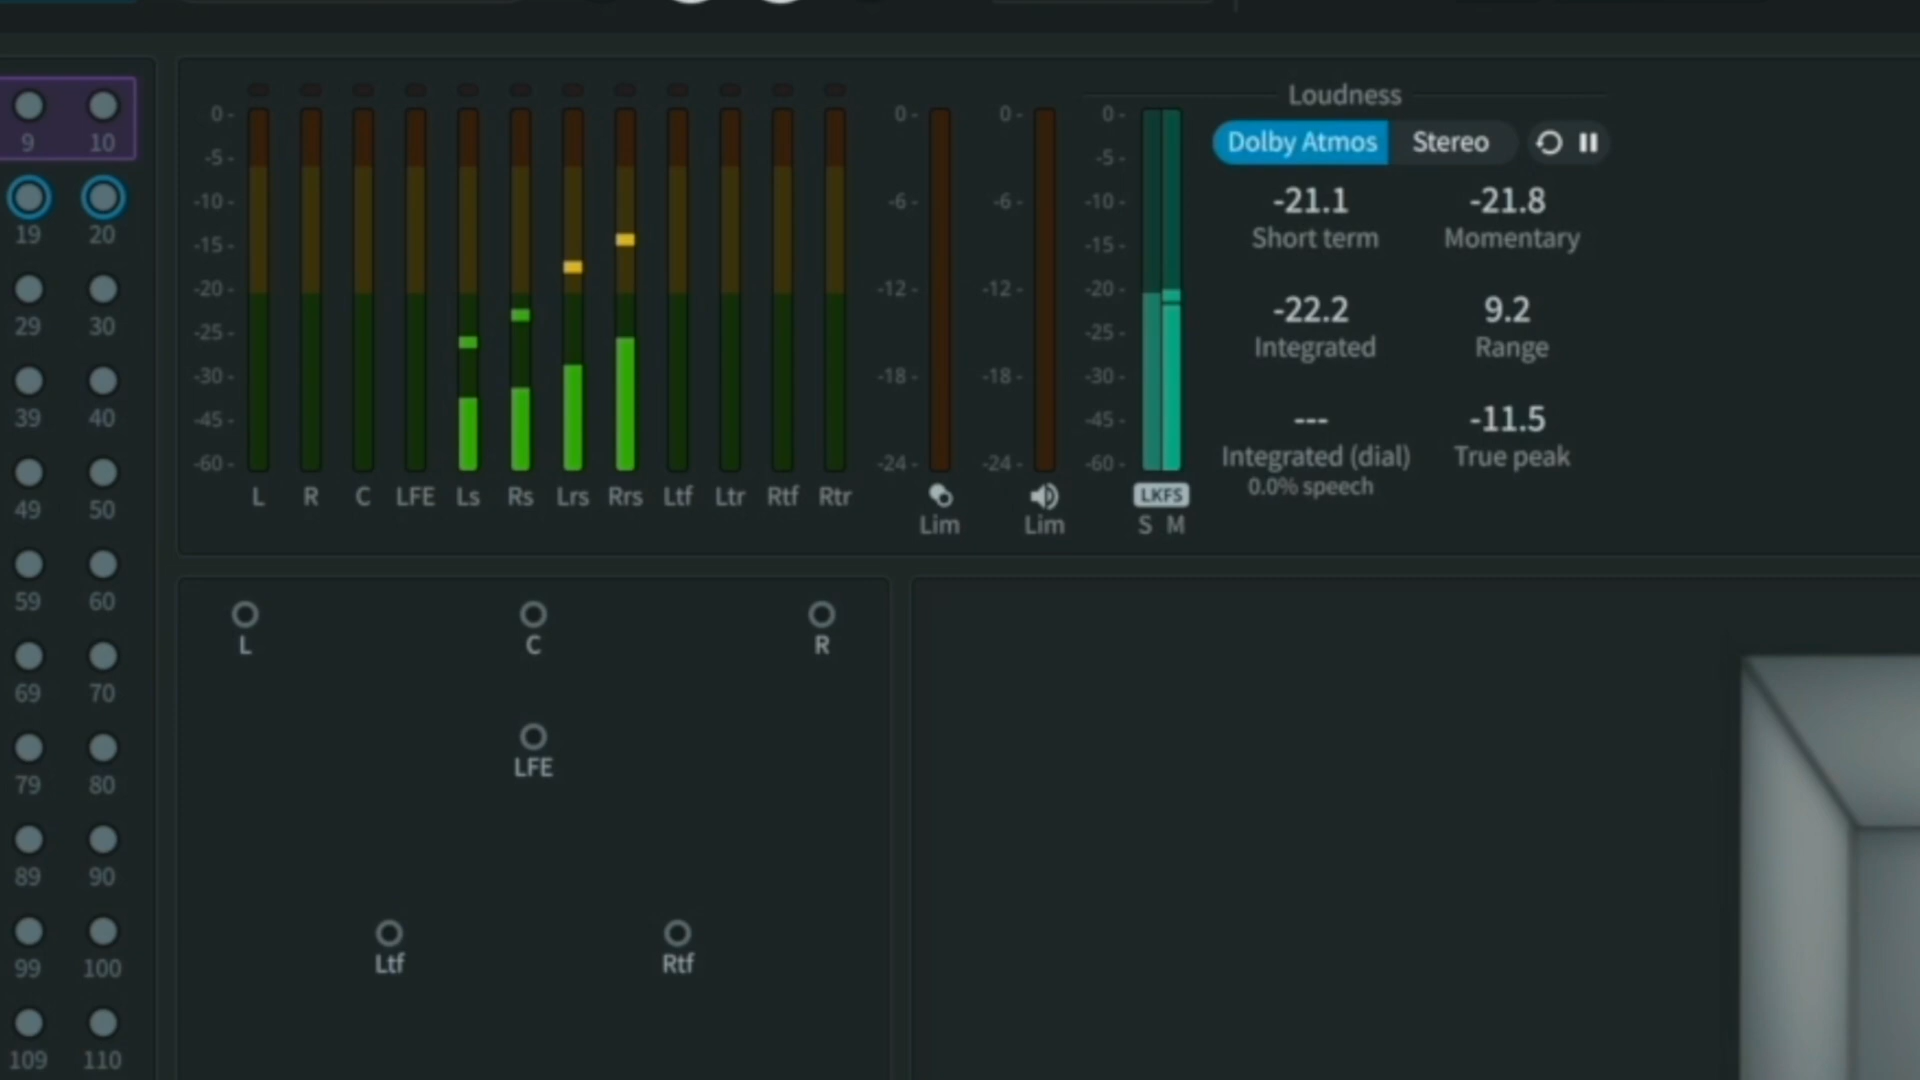 9 10
19 20
29 30
39 40
49 50
59 60
69 70
79 80
89 90
99 100
109 110
0- -5- -10- -15- -20- -25- -30- -45- -60-
L R C LFE Ls Rs Lrs Rrs Ltf Ltr Rtf Rtr
0- -6- -12- -18- -24-
Lim
0- -6- -12- -18- -24-
Lim
0- -5- -10- -15- -20- -25- -30- -45- -60-
LKFS
S M
Loudness
Dolby Atmos Stereo
-21.1 -21.8
Short term Momentary
-22.2 9.2
Integrated Range
--- -11.5
Integrated (dial) True peak
0.0% speech
L C R
LFE
Ltf Rtf